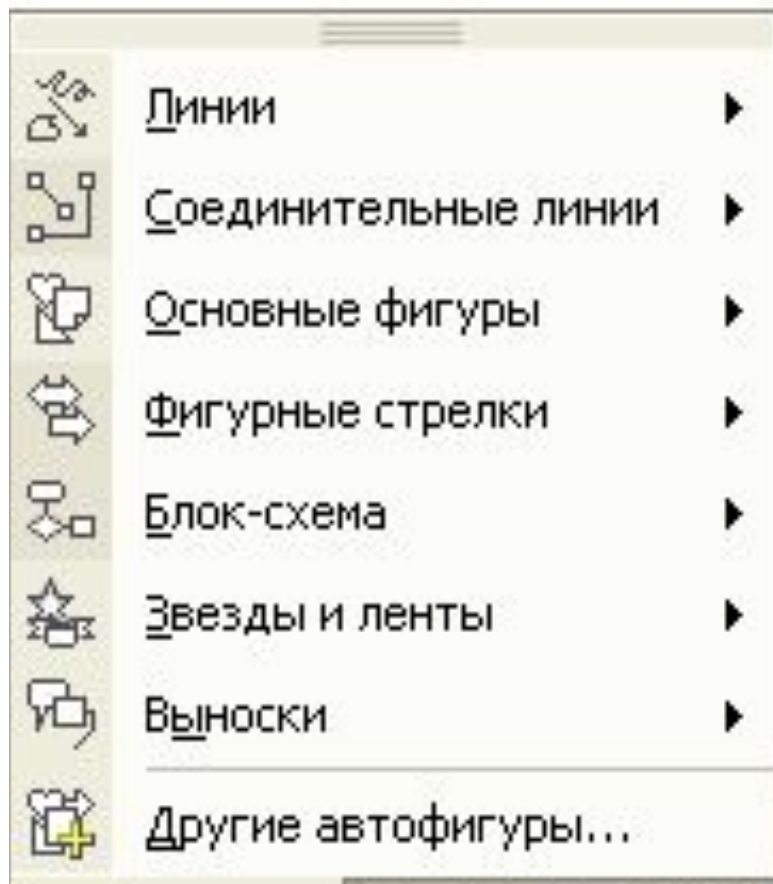 Линии
Соединительные линии
Основные фигуры
Фигурные стрелки
Блок-схема
Звезды и ленты
Выноски
Другие автофигуры...